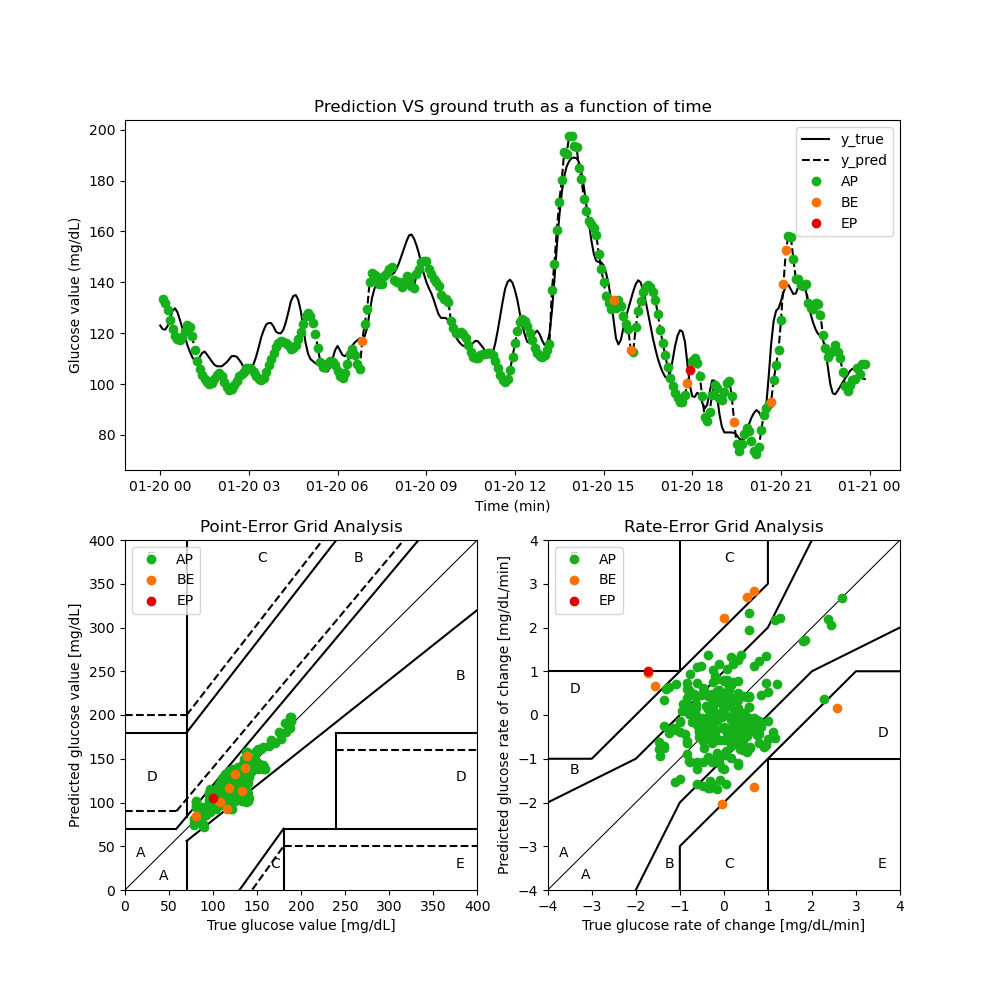 Prediction VS ground truth as a function of time
Glucose value (mg/dL)
200
180
160
140
120
100
80
y_true
y_pred
AP
BE
EP
01-20 00 01-20 03 01-20 06 01-20 09 01-20 12 01-20 15 01-20 18 01-20 21 01-21 00
Time (min)
Point-Error Grid Analysis
Predicted glucose value [mg/dL]
400
350
300
250
200
150
100
50
0
AP
BE
EP
C
B
B
D
D
A
A
C
E
0 50 100 150 200 250 300 350 400
True glucose value [mg/dL]
Rate-Error Grid Analysis
Predicted glucose rate of change [mg/dL/min]
4
3
2
1
0
−1
−2
−3
−4
AP
BE
EP
C
D
D
B
A
A
B
C
E
−4 −3 −2 −1 0 1 2 3 4
True glucose rate of change [mg/dL/min]